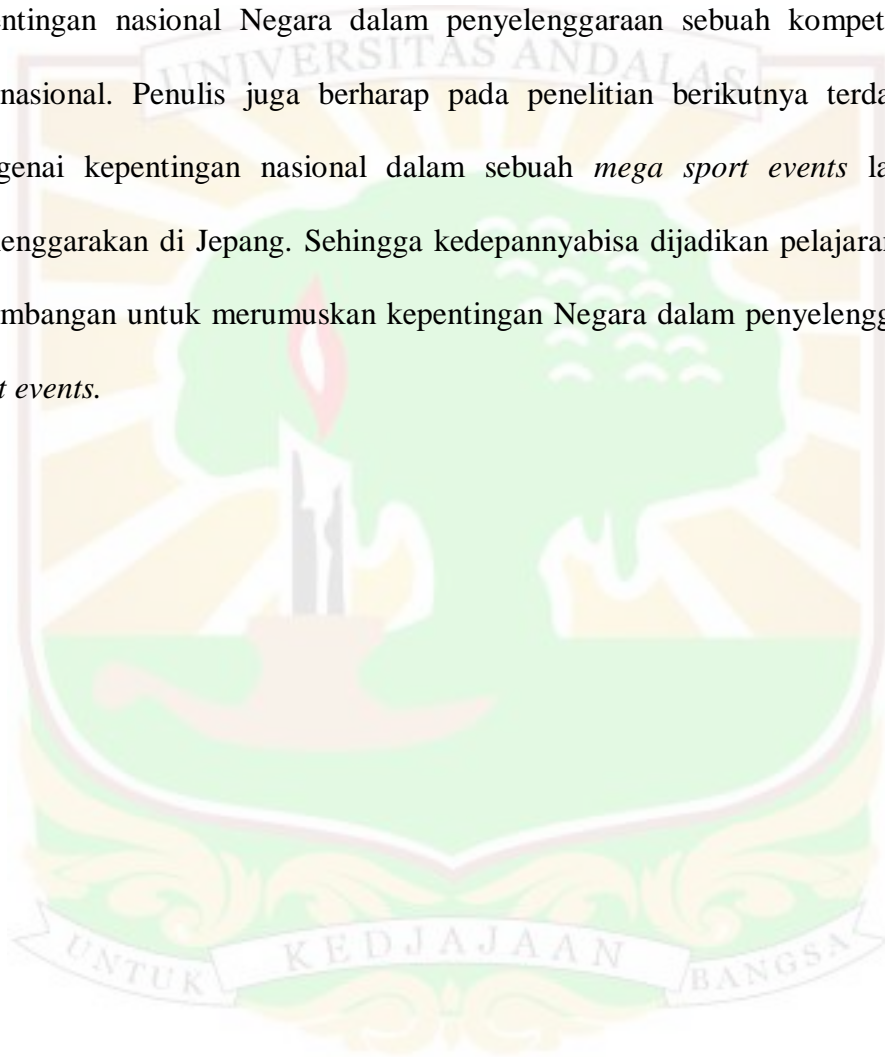 entingan nasional Negara dalam penyelenggaraan sebuah kompet
nasional. Penulis juga berharap pada penelitian berikutnya terda
genai kepentingan nasional dalam sebuah mega sport events la
lenggarakan di Jepang. Sehingga kedepannyabisa dijadikan pelajaran
mbangan untuk merumuskan kepentingan Negara dalam penyelengg
t events.
UNIVERSITAS ANDALAS
UNTUK KEDJAJAAN BANGSA